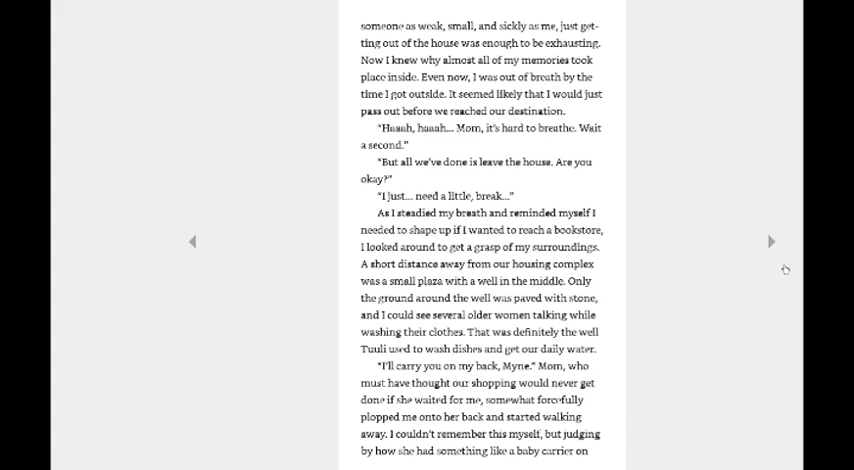 someone as weak, small, and sickly as me, just get-
ting out of the house was enough to be exhausting.
Now I knew why almost all of my memories took
place inside. Even now, I was out of breath by the
time I got outside. It seemed likely that I would just
pass out before we reached our destination.
“Haaah, haaah... Mom, it’s hard to breathe. Wait
a second.”
“But all we’ve done is leave the house. Are you
okay?”
“I just... need a little, break...”
As I steadied my breath and reminded myself I
needed to shape up if I wanted to reach a bookstore,
I looked around to get a grasp of my surroundings.
A short distance away from our housing complex
was a small plaza with a well in the middle. Only
the ground around the well was paved with stone,
and I could see several older women talking while
washing their clothes. That was definitely the well
Tuuli used to wash dishes and get our daily water.
“I’ll carry you on my back, Myne.” Mom, who
must have thought our shopping would never get
done if she waited for me, somewhat forcefully
plopped me onto her back and started walking
away. I couldn’t remember this myself, but judging
by how she had something like a baby carrier on